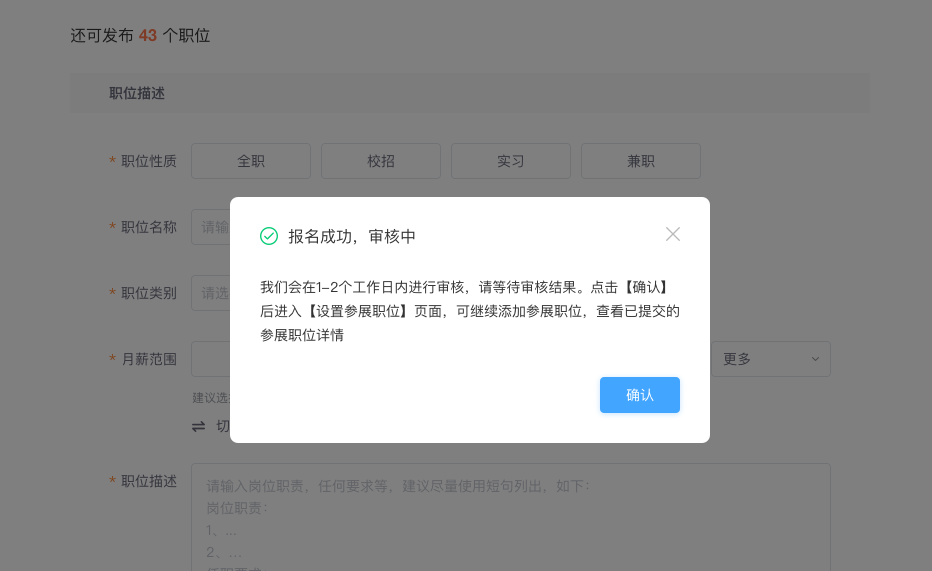 还可发布 43 个职位
职位描述
* 职位性质 全职 校招 实习 兼职
* 职位名称 请输
* 职位类别 请选
* 月薪范围 更多
建议选
切
报名成功，审核中
我们会在1-2个工作日内进行审核，请等待审核结果。点击【确认】
后进入【设置参展职位】页面，可继续添加参展职位，查看已提交的
参展职位详情
确认
* 职位描述 请输入岗位职责，任何要求等，建议尽量使用短句列出，如下：
岗位职责：
1、...
2、...